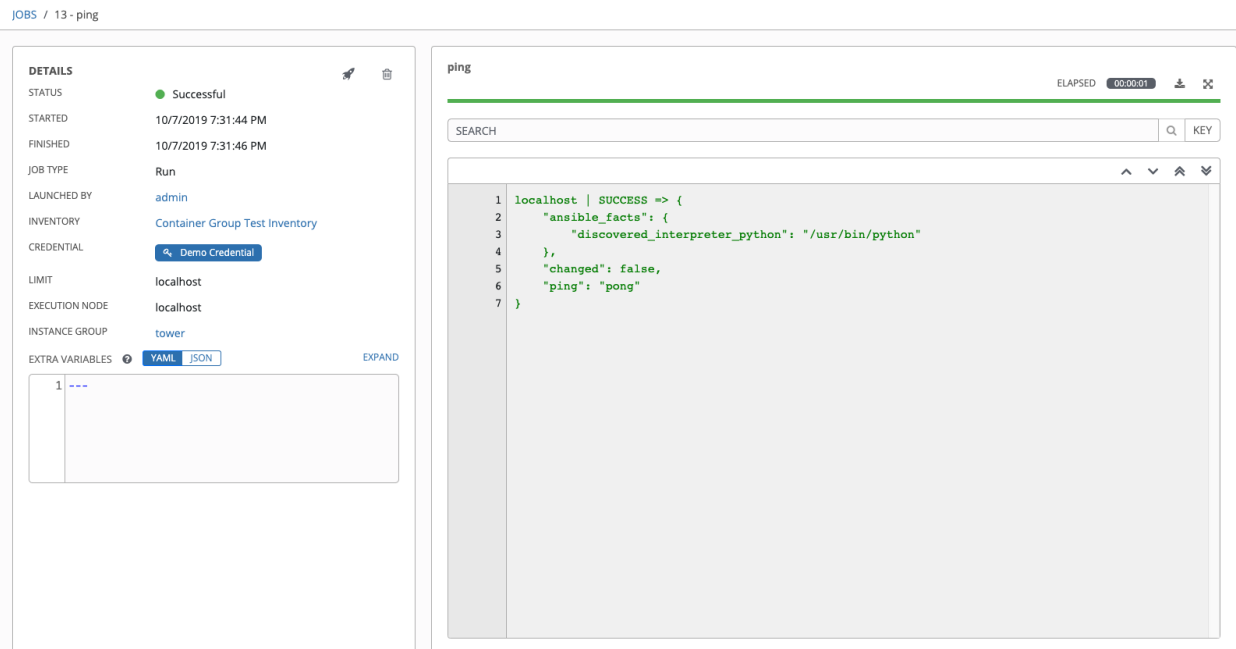 JOBS / 13 - ping
DETAILS
STATUS Successful
STARTED 10/7/2019 7:31:44 PM
FINISHED 10/7/2019 7:31:46 PM
JOB TYPE Run
LAUNCHED BY admin
INVENTORY Container Group Test Inventory
CREDENTIAL Demo Credential
LIMIT localhost
EXECUTION NODE localhost
INSTANCE GROUP tower
EXTRA VARIABLES ? YAML JSON EXPAND
1 ---
ping
ELAPSED 00:00:01
SEARCH KEY
1 localhost | SUCCESS => {
2     "ansible_facts": {
3         "discovered_interpreter_python": "/usr/bin/python"
4     },
5     "changed": false,
6     "ping": "pong"
7 }